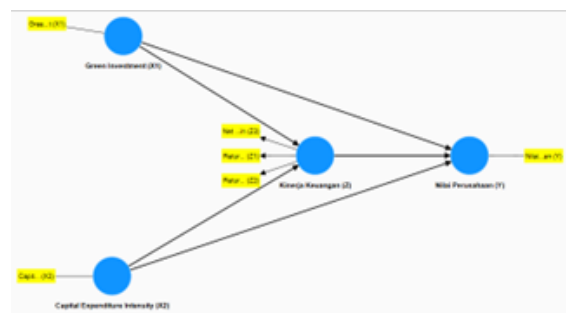 Gree...t (X1)
Green Investment (X1)
Net ...in (Z3)
Retur... (Z1)
Retur... (Z2)
Kinerja Keuangan (Z)
Nilai Perusahaan (Y)
Nilai...an (Y)
Capit... (X2)
Capital Expenditure Intensity (X2)